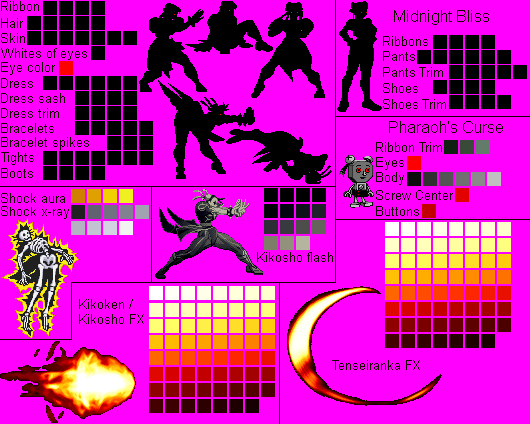 Ribbon
Hair
Skin
Whites of eyes
Eye color
Dress
Dress sash
Dress trim
Bracelets
Bracelet spikes
Tights
Boots
Midnight Bliss
Ribbons
Pants
Pants Trim
Shoes
Shoes Trim
Pharaoh's Curse
Ribbon Trim
Eyes
Body
Screw Center
Buttons
Shock aura
Shock x-ray
Kikosho flash
Kikoken /
Kikosho FX
Tenseiranka FX